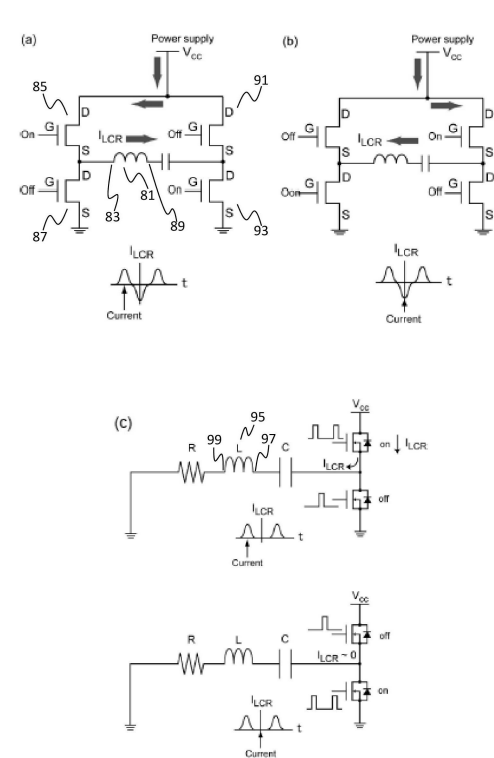 (a)
Power supply
Vcc
85
91
D
D
On
G
ILCR
Off
G
S
S
D
D
Off
G
On
G
S
S
81
83
89
87
93
ILCR
t
Current
(b)
Power supply
Vcc
D
D
Off
G
ILCR
On
G
S
S
D
D
Oon
G
Off
G
S
S
ILCR
t
Current
(c)
Vcc
95
R
99
L
97
C
on
ILCR
ILCR
off
ILCR
t
Current
Vcc
R
L
C
off
ILCR ~ 0
on
ILCR
t
Current